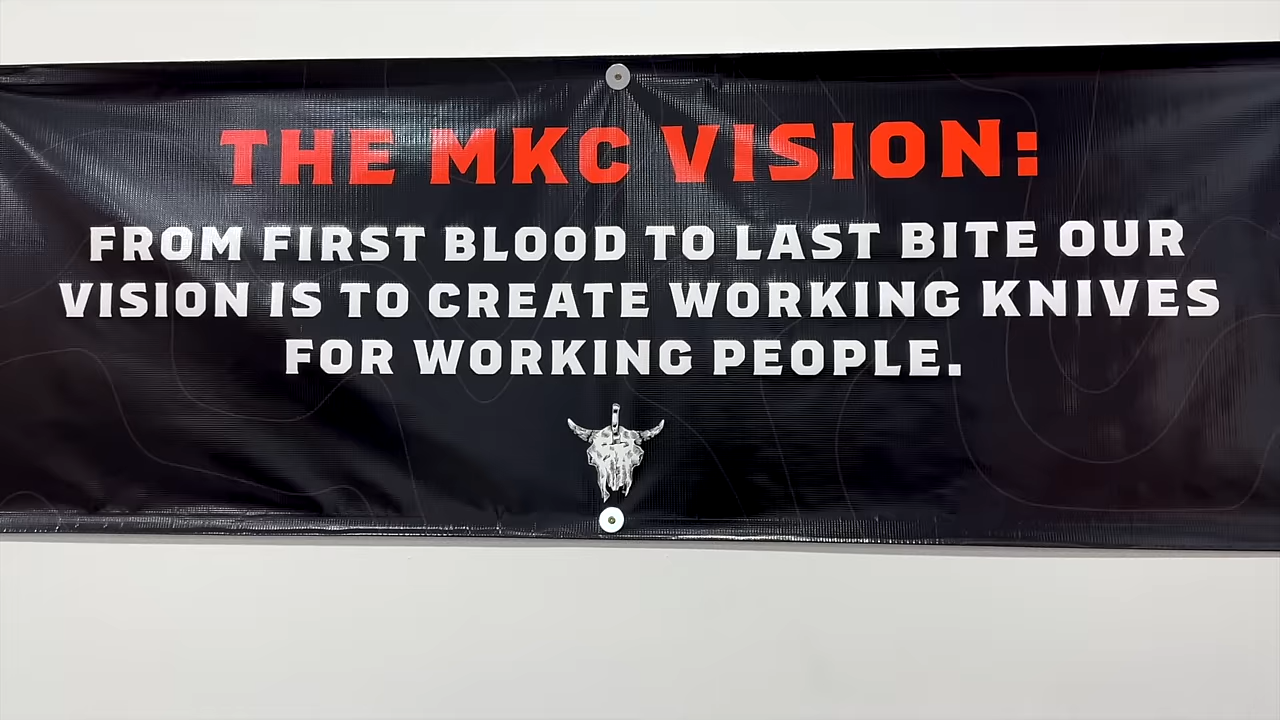 THE MKC VISION:
FROM FIRST BLOOD TO LAST BITE OUR
VISION IS TO CREATE WORKING KNIVES
FOR WORKING PEOPLE.